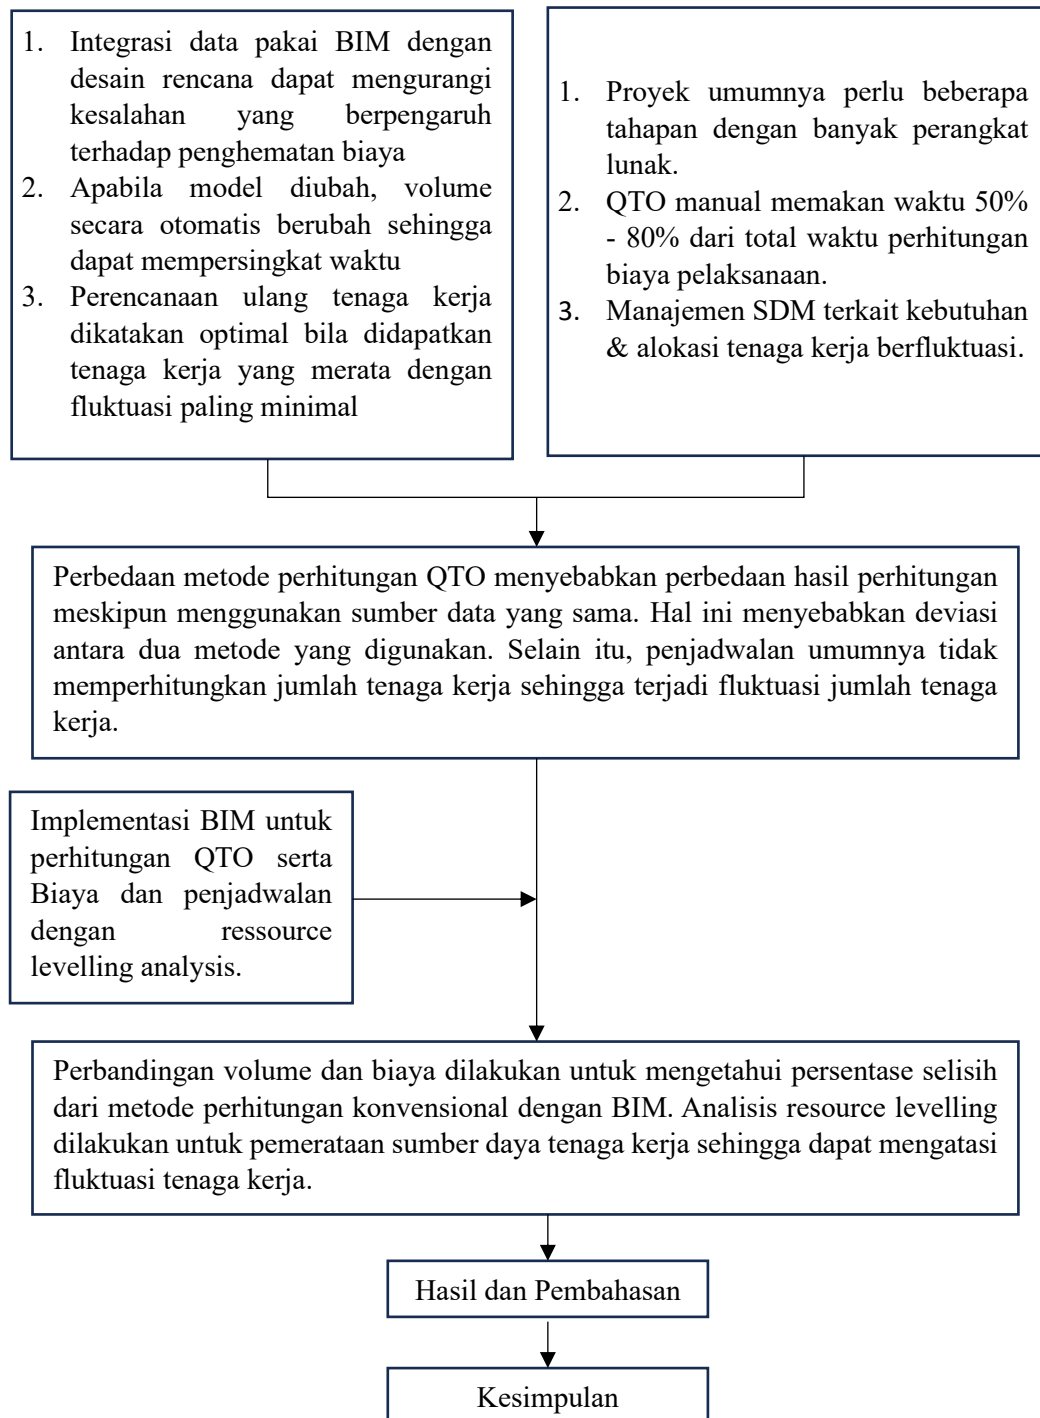 1. Integrasi data pakai BIM dengan
desain rencana dapat mengurangi
kesalahan yang berpengaruh
terhadap penghematan biaya
2. Apabila model diubah, volume
secara otomatis berubah sehingga
dapat mempersingkat waktu
3. Perencanaan ulang tenaga kerja
dikatakan optimal bila didapatkan
tenaga kerja yang merata dengan
fluktuasi paling minimal
1. Proyek umumnya perlu beberapa
tahapan dengan banyak perangkat
lunak.
2. QTO manual memakan waktu 50%
- 80% dari total waktu perhitungan
biaya pelaksanaan.
3. Manajemen SDM terkait kebutuhan
& alokasi tenaga kerja berfluktuasi.
Perbedaan metode perhitungan QTO menyebabkan perbedaan hasil perhitungan
meskipun menggunakan sumber data yang sama. Hal ini menyebabkan deviasi
antara dua metode yang digunakan. Selain itu, penjadwalan umumnya tidak
memperhitungkan jumlah tenaga kerja sehingga terjadi fluktuasi jumlah tenaga
kerja.
Implementasi BIM untuk
perhitungan QTO serta
Biaya dan penjadwalan
dengan ressource
levelling analysis.
Perbandingan volume dan biaya dilakukan untuk mengetahui persentase selisih
dari metode perhitungan konvensional dengan BIM. Analisis resource levelling
dilakukan untuk pemerataan sumber daya tenaga kerja sehingga dapat mengatasi
fluktuasi tenaga kerja.
Hasil dan Pembahasan
Kesimpulan